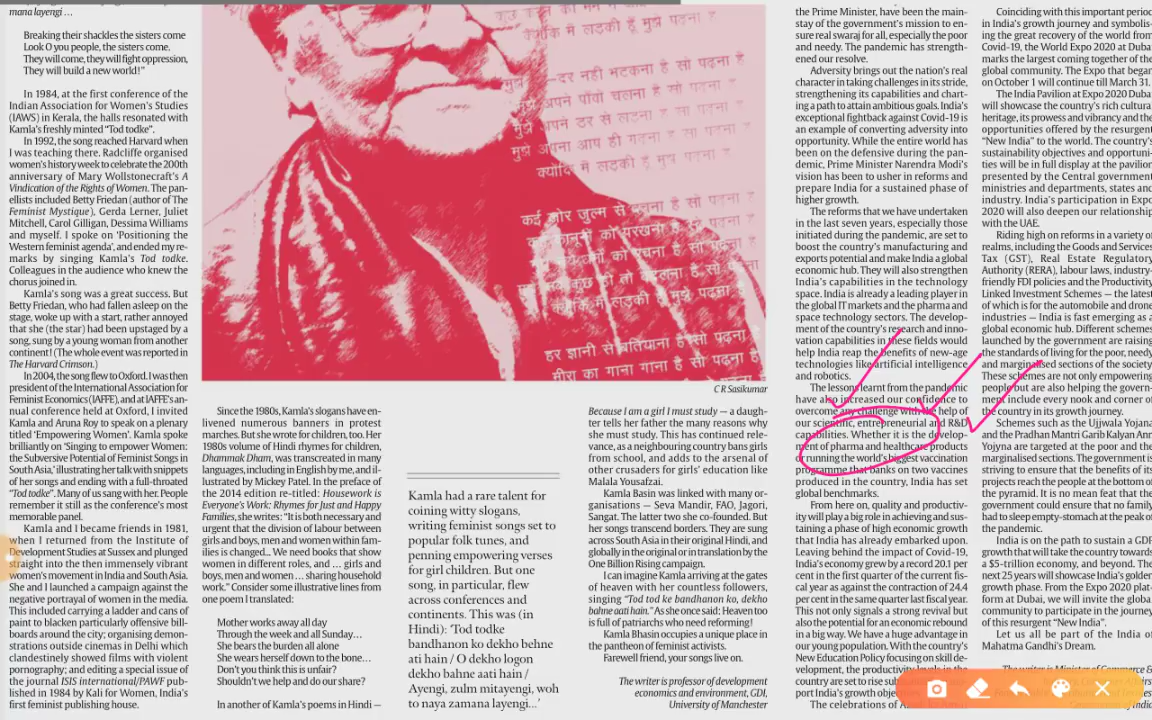 mana layengi …
Breaking their shackles the sisters come
Look O you people, the sisters come.
They will come, they will fight oppression,
They will build a new world!"
In 1984, at the first conference of the
Indian Association for Women's Studies
(IAWS) in Kerala, the halls resonated with
Kamla's freshly minted "Tod todke".
In 1992, the song reached Harvard when
I was teaching there. Radcliffe organised
women's history week to celebrate the 200th
anniversary of Mary Wollstonecraft's A
Vindication of the Rights of Women. The pan-
ellists included Betty Friedan (author of The
Feminist Mystique), Gerda Lerner, Juliet
Mitchell, Carol Gilligan, Dessima Williams
and myself. I spoke on 'Positioning the
Western feminist agenda', and ended my re-
marks by singing Kamla's Tod todke.
Colleagues in the audience who knew the
chorus joined in.
Kamla's song was a great success. But
Betty Friedan, who had fallen asleep on the
stage, woke up with a start, rather annoyed
that she (the star) had been upstaged by a
song, sung by a young woman from another
continent! (The whole event was reported in
The Harvard Crimson.)
In 2004, the song flew to Oxford. I was then
president of the International Association for
Feminist Economics (IAFFE), and at IAFFE's an-
nual conference held at Oxford, I invited
Kamla and Aruna Roy to speak on a plenary
titled 'Empowering Women'. Kamla spoke
brilliantly on 'Singing to empower Women:
the Subversive Potential of Feminist Songs in
South Asia,' illustrating her talk with snippets
of her songs and ending with a full-throated
"Tod todke". Many of us sang with her. People
remember it still as the conference's most
memorable panel.
Kamla and I became friends in 1981,
when I returned from the Institute of
Development Studies at Sussex and plunged
straight into the then immensely vibrant
women's movement in India and South Asia.
She and I launched a campaign against the
negative portrayal of women in the media.
This included carrying a ladder and cans of
paint to blacken particularly offensive bill-
boards around the city; organising demon-
strations outside cinemas in Delhi which
clandestinely showed films with violent
pornography; and editing a special issue of
the journal ISIS international/PAWF pub-
lished in 1984 by Kali for Women, India's
first feminist publishing house.
क्योंकि मैं लड़की हूँ मुझे पढ़ना है
दर दर नहीं भटकना है सो पढ़ना है
मुझे अपने पाँवों चलना है सो पढ़ना है
मुझे अपने डर से लड़ना है सो पढ़ना है
मुझे अपना आप ही गढ़ना है सो पढ़ना है
क्योंकि मैं लड़की हूँ मुझे पढ़ना है
कई ज़ोर जुल्म से लड़ना है सो पढ़ना है
कई कानूनों को परखना है सो पढ़ना है
क्योंकि मैं लड़की हूँ मुझे पढ़ना है
हर ज्ञानी से बतियाना है सो पढ़ना है
मीरा का गाना गाना है सो पढ़ना है
C R Sasikumar
Since the 1980s, Kamla's slogans have en-
livened numerous banners in protest
marches. But she wrote for children, too. Her
1980s volume of Hindi rhymes for children,
Dhammak Dham, was transcreated in many
languages, including in English by me, and il-
lustrated by Mickey Patel. In the preface of
the 2014 edition re-titled: Housework is
Everyone's Work: Rhymes for Just and Happy
Families, she writes: "It is both necessary and
urgent that the division of labour between
girls and boys, men and women within fam-
ilies is changed... We need books that show
women in different roles, and … girls and
boys, men and women … sharing household
work." Consider some illustrative lines from
one poem I translated:
Mother works away all day
Through the week and all Sunday…
She bears the burden all alone
She wears herself down to the bone…
Don't you think this is unfair?
Shouldn't we help and do our share?
In another of Kamla's poems in Hindi —
Kamla had a rare talent for
coining witty slogans,
writing feminist songs set to
popular folk tunes, and
penning empowering verses
for girl children. But one
song, in particular, flew
across conferences and
continents. This was (in
Hindi): 'Tod todke
bandhanon ko dekho behne
ati hain / O dekho logon
dekho behne aati hain /
Ayengi, zulm mitayengi, woh
to naya zamana layengi...'
Because I am a girl I must study — a daugh-
ter tells her father the many reasons why
she must study. This has continued rele-
vance, as a neighbouring country bans girls
from school, and adds to the arsenal of
other crusaders for girls' education like
Malala Yousafzai.
Kamla Basin was linked with many or-
ganisations — Seva Mandir, FAO, Jagori,
Sangat. The latter two she co-founded. But
her songs transcend borders. They are sung
across South Asia in their original Hindi, and
globally in the original or in translation by the
One Billion Rising campaign.
I can imagine Kamla arriving at the gates
of heaven with her countless followers,
singing "Tod tod ke bandhanon ko, dekho
bahne aati hain." As she once said: Heaven too
is full of patriarchs who need reforming!
Kamla Bhasin occupies a unique place in
the pantheon of feminist activists.
Farewell friend, your songs live on.
The writer is professor of development
economics and environment, GDI,
University of Manchester
the Prime Minister, have been the main-
stay of the government's mission to en-
sure real swaraj for all, especially the poor
and needy. The pandemic has strength-
ened our resolve.
Adversity brings out the nation's real
character in taking challenges in its stride,
strengthening its capabilities and chart-
ing a path to attain ambitious goals. India's
exceptional fightback against Covid-19 is
an example of converting adversity into
opportunity. While the entire world has
been on the defensive during the pan-
demic, Prime Minister Narendra Modi's
vision has been to usher in reforms and
prepare India for a sustained phase of
higher growth.
The reforms that we have undertaken
in the last seven years, especially those
initiated during the pandemic, are set to
boost the country's manufacturing and
exports potential and make India a global
economic hub. They will also strengthen
India's capabilities in the technology
space. India is already a leading player in
the global IT markets and the pharma and
space technology sectors. The develop-
ment of the country's research and inno-
vation capabilities in these fields would
help India reap the benefits of new-age
technologies like artificial intelligence
and robotics.
The lessons learnt from the pandemic
have also increased our confidence to
overcome any challenge with the help of
our scientific, entrepreneurial and R&D
capabilities. Whether it is the develop-
ment of pharma and healthcare products
or running the world's biggest vaccination
programme that banks on two vaccines
produced in the country, India has set
global benchmarks.
From here on, quality and productiv-
ity will play a big role in achieving and sus-
taining a phase of high economic growth
that India has already embarked upon.
Leaving behind the impact of Covid-19,
India's economy grew by a record 20.1 per
cent in the first quarter of the current fis-
cal year as against the contraction of 24.4
per cent in the same quarter last fiscal year.
This not only signals a strong revival but
also the potential for an economic rebound
in a big way. We have a huge advantage in
our young population. With the country's
New Education Policy focusing on skill de-
velopment, the productivity levels in the
country are set to rise
port India's growth
The celebrations of
Coinciding with this important period
in India's growth journey and symbolis-
ing the great recovery of the world from
Covid-19, the World Expo 2020 at Dubai
marks the largest coming together of the
global community. The Expo that began
on October 1 will continue till March 31.
The India Pavilion at Expo 2020 Dubai
will showcase the country's rich cultural
heritage, its prowess and vibrancy and the
opportunities offered by the resurgent
"New India" to the world. The country's
sustainability objectives and opportuni-
ties will be in full display at the pavilion
presented by the Central government
ministries and departments, states and
industry. India's participation in Expo
2020 will also deepen our relationship
with the UAE.
Riding high on reforms in a variety of
realms, including the Goods and Services
Tax (GST), Real Estate Regulatory
Authority (RERA), labour laws, industry-
friendly FDI policies and the Productivity
Linked Investment Schemes — the latest
of which is for the automobile and drone
industries — India is fast emerging as a
global economic hub. Different schemes
launched by the government are raising
the standards of living for the poor, needy
and marginalised sections of the society.
These schemes are not only empowering
people but are also helping the govern-
ment include every nook and corner of
the country in its growth journey.
Schemes such as the Ujjwala Yojana
and the Pradhan Mantri Garib Kalyan Ann
Yojna are targeted at the poor and the
marginalised sections. The government is
striving to ensure that the benefits of its
projects reach the people at the bottom of
the pyramid. It is no mean feat that the
government could ensure that no family
had to sleep empty-stomach at the peak of
the pandemic.
India is on the path to sustain a GDP
growth that will take the country towards
a $5-trillion economy, and beyond. The
next 25 years will showcase India's golden
growth phase. From the Expo 2020 plat-
form at Dubai, we will invite the global
community to participate in the journey
of this resurgent "New India".
Let us all be part of the India of
Mahatma Gandhi's Dream.
The writer is Minister of Commerce &